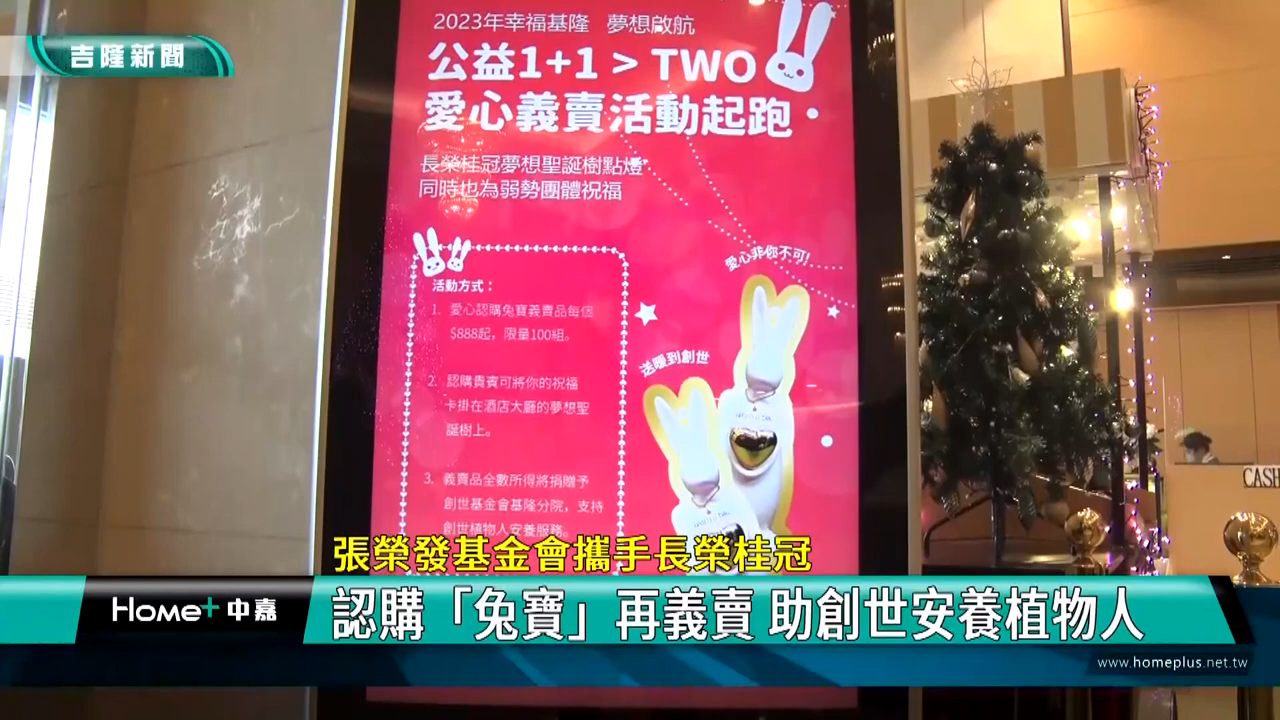 吉隆新聞
2023年幸福基隆 夢想啟航
公益1+1 > TWO
愛心義賣活動起跑
長榮桂冠夢想聖誕樹點燈
同時也為弱勢團體祝福
愛心非你不可!
送暖到創世
活動方式：
1. 愛心認購兔寶義賣品每個
$888起，限量100組。
2. 認購貴賓可將你的祝福
卡掛在酒店大廳的夢想聖
誕樹上。
3. 義賣品全數所得將捐贈予
創世基金會基隆分院，支持
創世植物人安養服務。
CASH
張榮發基金會攜手長榮桂冠
Home+中嘉
認購「兔寶」再義賣 助創世安養植物人
www.homeplus.net.tw